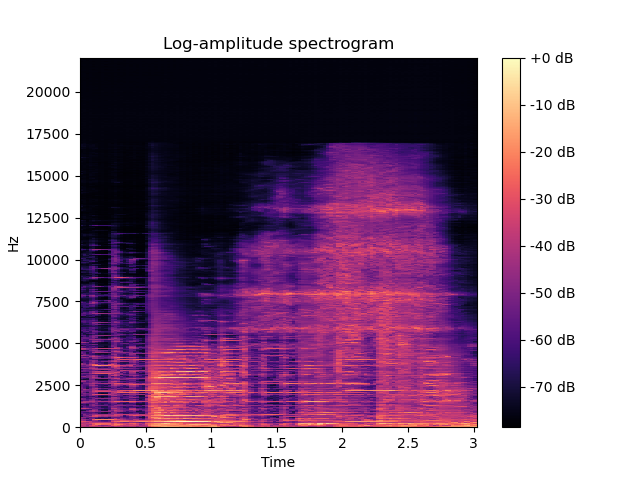 Log-amplitude spectrogram
20000
17500
15000
12500
10000
7500
5000
2500
0
Hz
0
0.5
1
1.5
2
2.5
3
Time
+0 dB
-10 dB
-20 dB
-30 dB
-40 dB
-50 dB
-60 dB
-70 dB